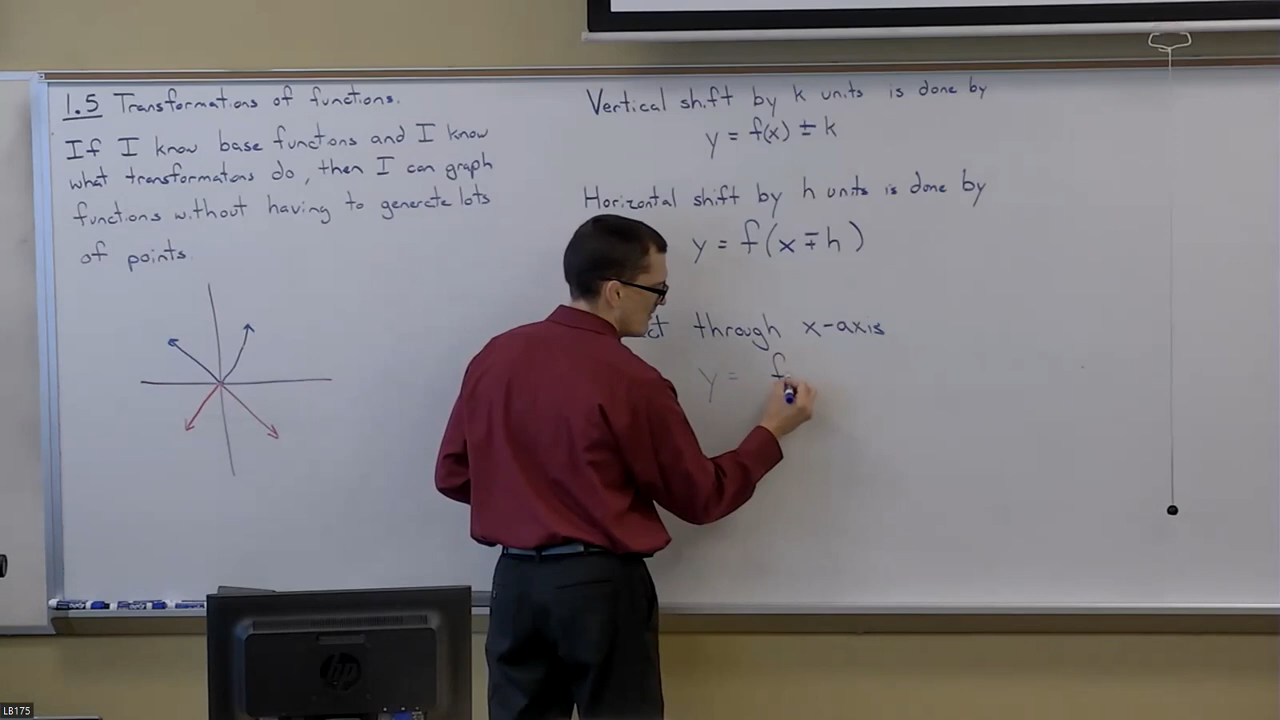 1.5 Transformations of functions.
If I know base functions and I know
what transformations do, then I can graph
functions without having to generate lots
of points.
Vertical shift by k units is done by
y = f(x) ± k
Horizontal shift by h units is done by
y = f(x ∓ h)
through x-axis
y = f
hp
LB175